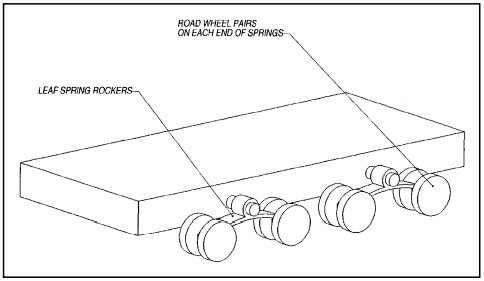 ROAD WHEEL PAIRS
ON EACH END OF SPRINGS
LEAF SPRING ROCKERS